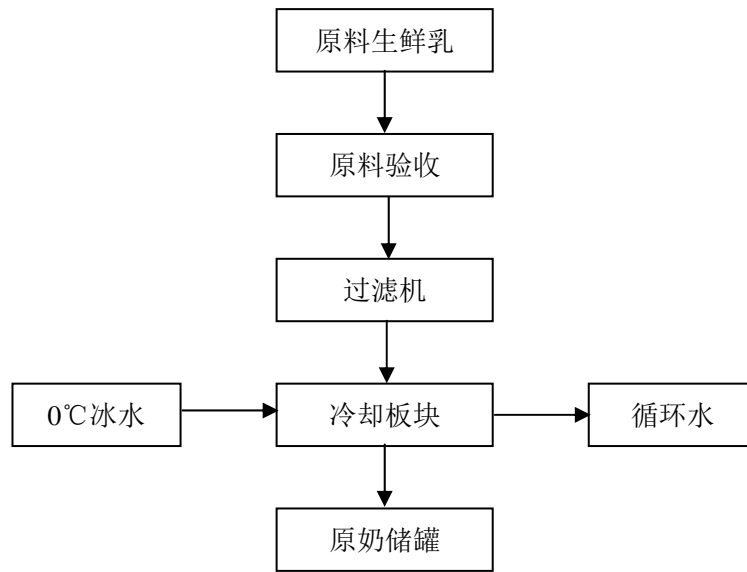 原料生鲜乳
原料验收
过滤机
0℃冰水
冷却板块
循环水
原奶储罐